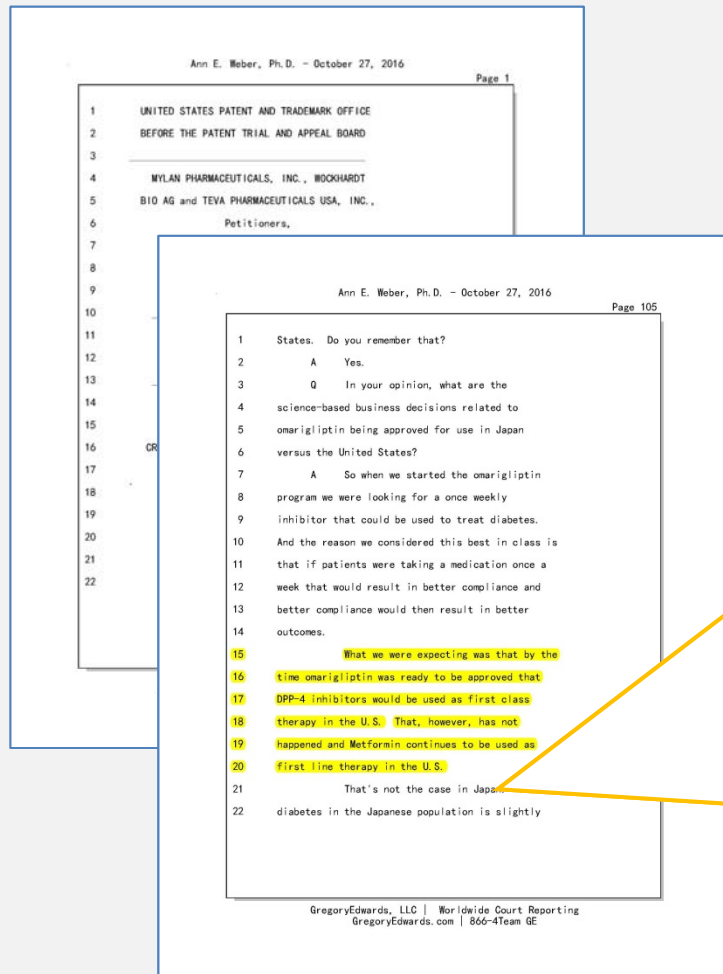 Ann E. Weber, Ph.D. - October 27, 2016
Page 1
1 UNITED STATES PATENT AND TRADEMARK OFFICE
2 BEFORE THE PATENT TRIAL AND APPEAL BOARD
3
4 MYLAN PHARMACEUTICALS, INC., WOCKHARDT
5 BIO AG and TEVA PHARMACEUTICALS USA, INC.,
6 Petitioners,
7
8
9
10
11
12
13
14
15
16 CR
17
18
19
20
21
22
Ann E. Weber, Ph.D. - October 27, 2016
Page 105
1 States. Do you remember that?
2 A Yes.
3 Q In your opinion, what are the
4 science-based business decisions related to
5 omarigliptin being approved for use in Japan
6 versus the United States?
7 A So when we started the omarigliptin
8 program we were looking for a once weekly
9 inhibitor that could be used to treat diabetes.
10 And the reason we considered this best in class is
11 that if patients were taking a medication once a
12 week that would result in better compliance and
13 better compliance would then result in better
14 outcomes.
15 What we were expecting was that by the
16 time omarigliptin was ready to be approved that
17 DPP-4 inhibitors would be used as first class
18 therapy in the U.S. That, however, has not
19 happened and Metformin continues to be used as
20 first line therapy in the U.S.
21 That's not the case in Japan
22 diabetes in the Japanese population is slightly
GregoryEdwards, LLC | Worldwide Court Reporting
GregoryEdwards.com | 866-4Team GE